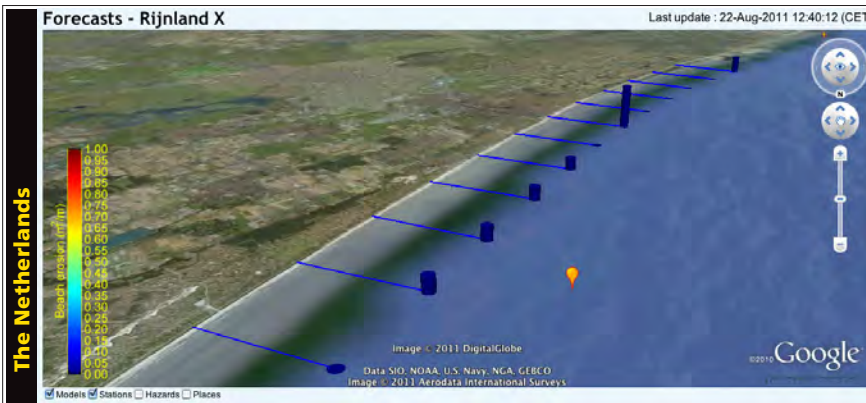 Forecasts - Rijnland X
Last update : 22-Aug-2011 12:40:12 (CET
The Netherlands
Beach erosion (m³/m)
1.00
0.95
0.90
0.85
0.80
0.75
0.70
0.65
0.60
0.55
0.50
0.45
0.40
0.35
0.30
0.25
0.20
0.15
0.10
0.05
0.00
N
Image © 2011 DigitalGlobe
Data SIO, NOAA, U.S. Navy, NGA, GEBCO
Image © 2011 Aerodata International Surveys
©2010 Google
Models Stations Hazards Places